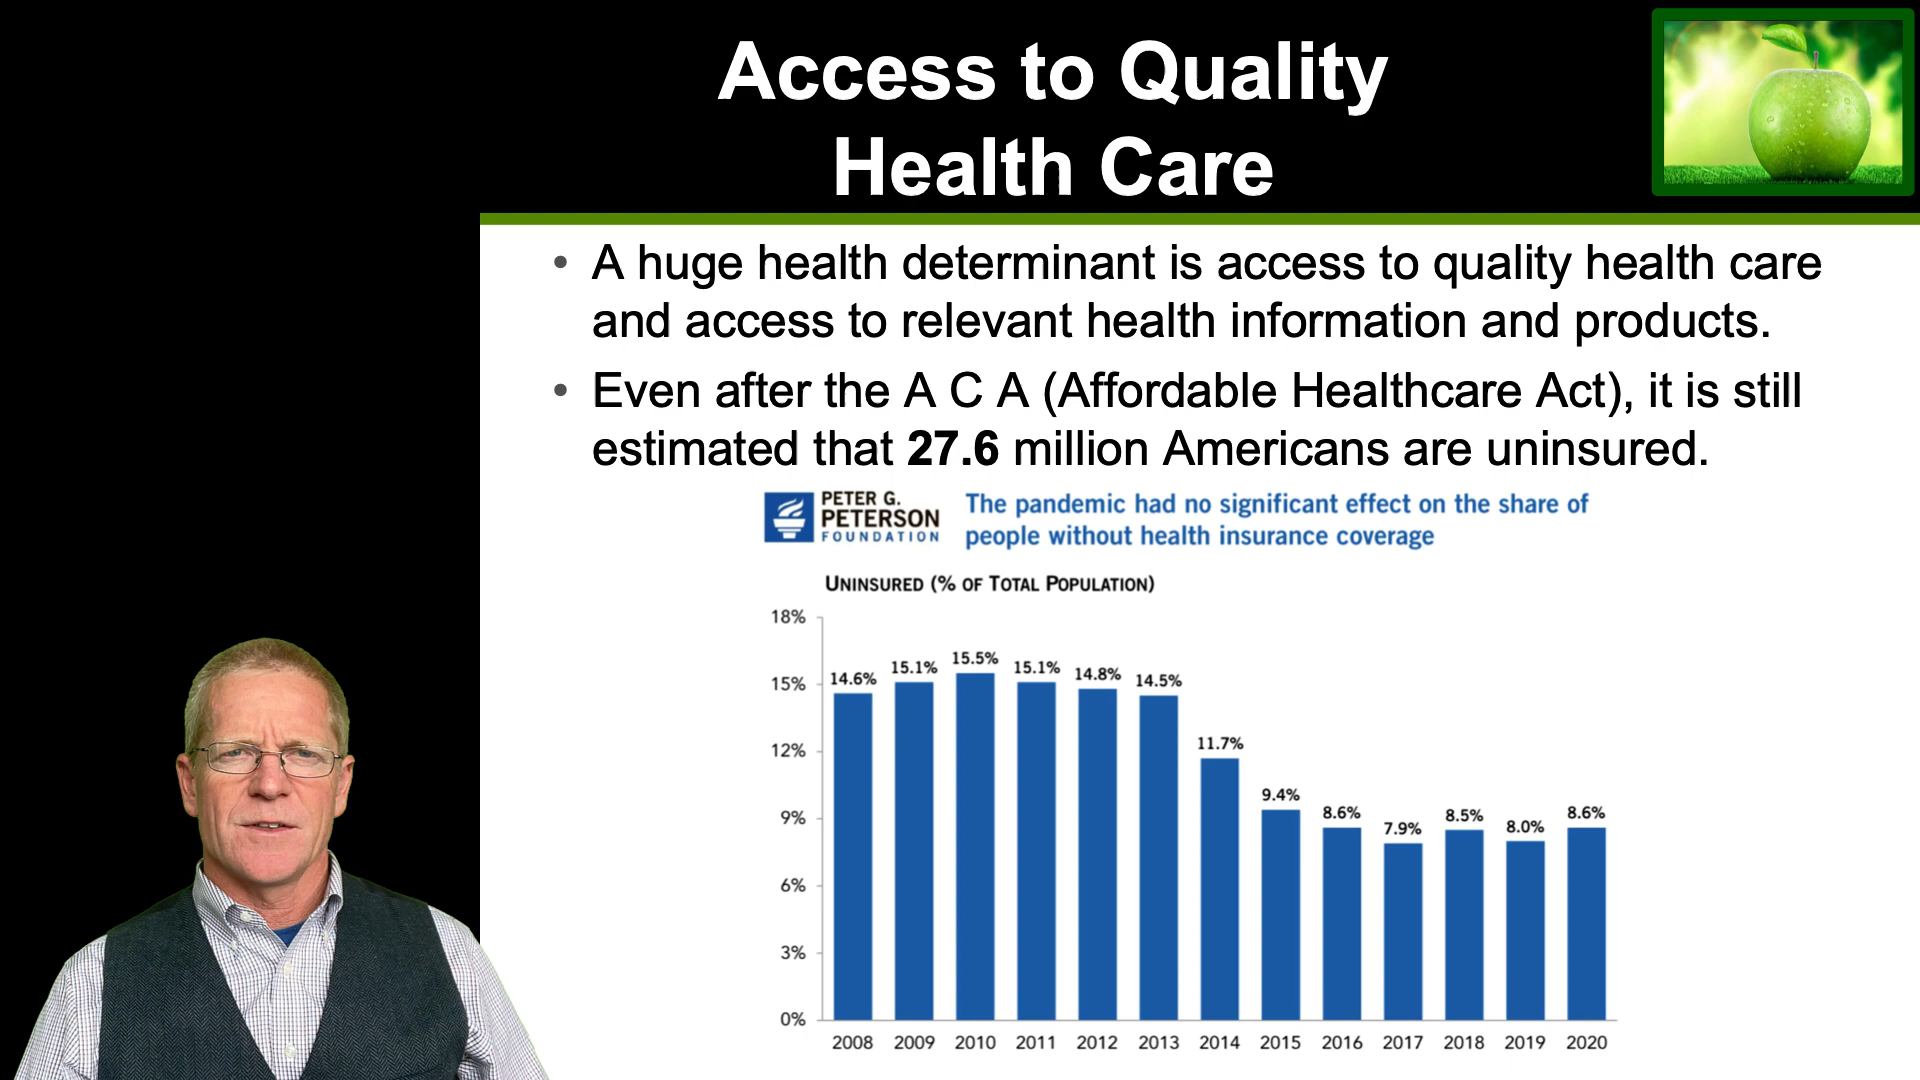 Access to Quality
Health Care
• A huge health determinant is access to quality health care
and access to relevant health information and products.
• Even after the A C A (Affordable Healthcare Act), it is still
estimated that 27.6 million Americans are uninsured.
PETER G.
PETERSON
FOUNDATION
The pandemic had no significant effect on the share of
people without health insurance coverage
UNINSURED (% OF TOTAL POPULATION)
18%
15%
12%
9%
6%
3%
0%
14.6% 15.1% 15.5% 15.1% 14.8% 14.5% 11.7% 9.4% 8.6% 7.9% 8.5% 8.0% 8.6%
2008 2009 2010 2011 2012 2013 2014 2015 2016 2017 2018 2019 2020